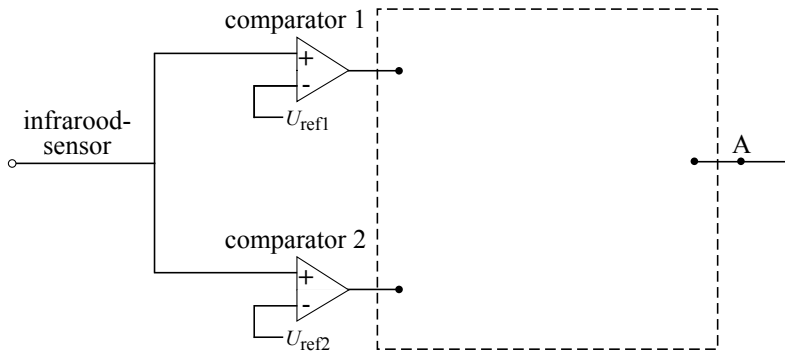 comparator 1
+
-
U_ref1
infrarood-
sensor
A
comparator 2
+
-
U_ref2